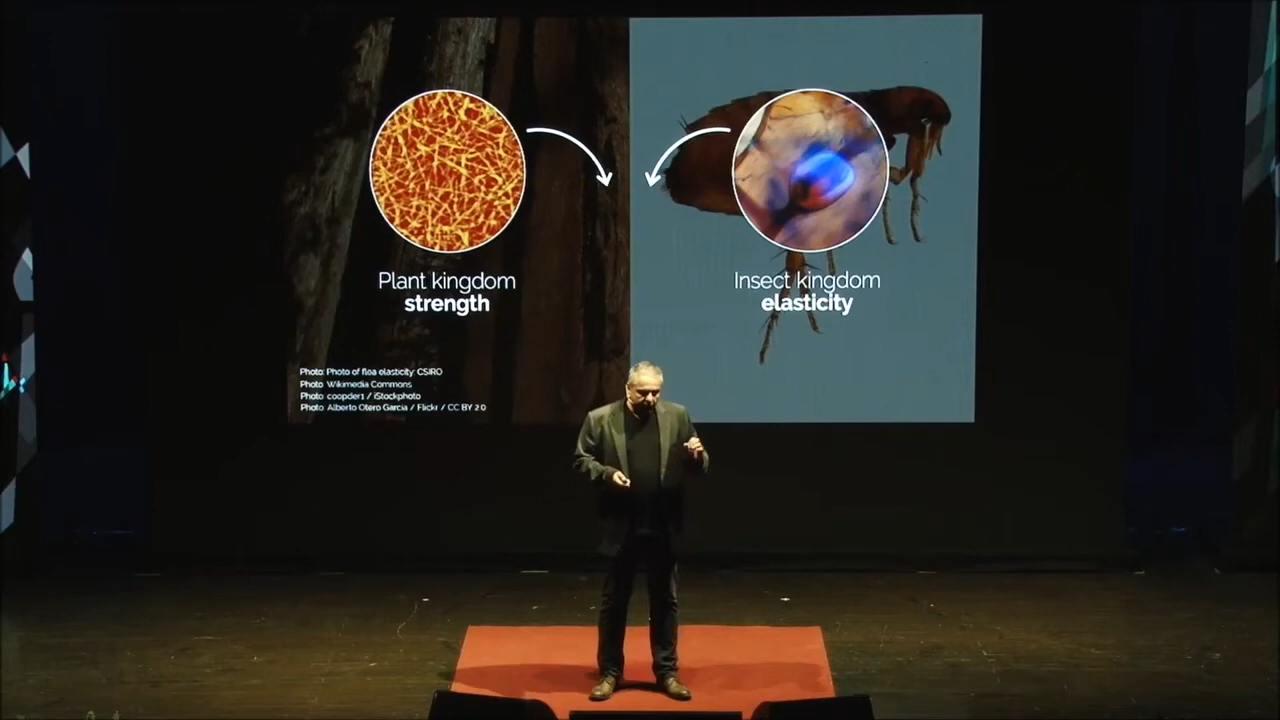 Plant kingdom
strength
Insect kingdom
elasticity
Photo: Photo of flea elasticity: CSIRO
Photo: Wikimedia Commons
Photo: coopder1 / iStockphoto
Photo: Alberto Otero Garcia / Flickr / CC BY 2.0